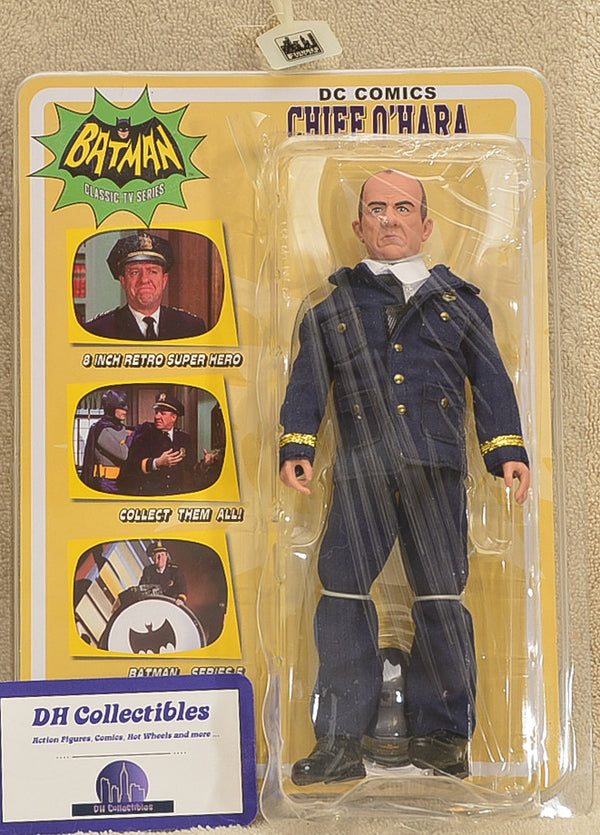 DC COMICS
CHIEF O'HARA
BATMAN
CLASSIC TV SERIES
8 INCH RETRO SUPER HERO
COLLECT THEM ALL!
BATMAN SERIES 5
DH Collectibles
Action Figures, Comics, Hot Wheels and more ...
DH Collectibles